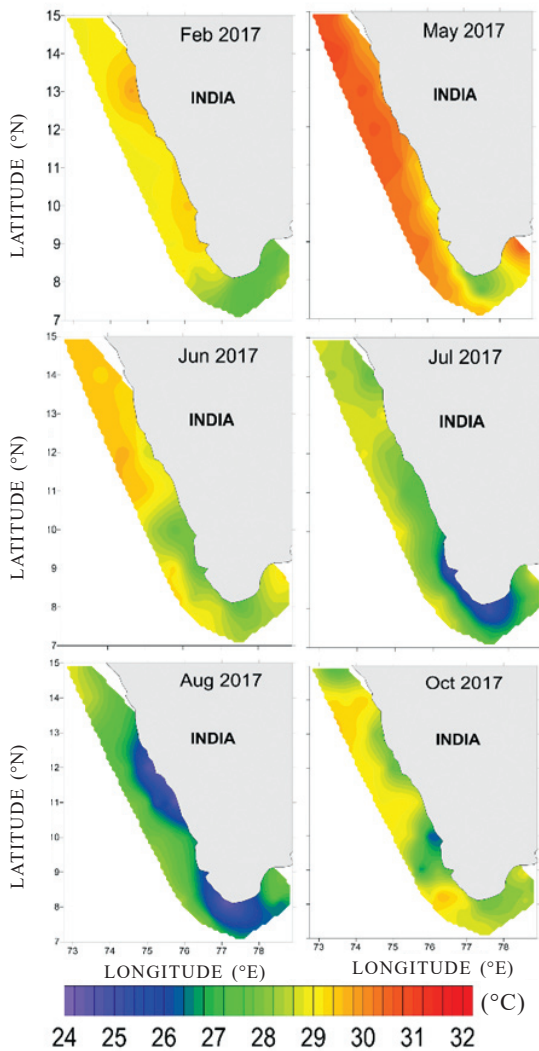 15
14
13
12
11
10
9
8
7
LATITUDE (°N)
Feb 2017
INDIA
May 2017
INDIA
15
14
13
12
11
10
9
8
7
LATITUDE (°N)
Jun 2017
INDIA
Jul 2017
INDIA
15
14
13
12
11
10
9
8
7
LATITUDE (°N)
Aug 2017
INDIA
Oct 2017
INDIA
73 74 75 76 77 78
73 74 75 76 77 78
LONGITUDE (°E)
LONGITUDE (°E)
(°C)
24 25 26 27 28 29 30 31 32